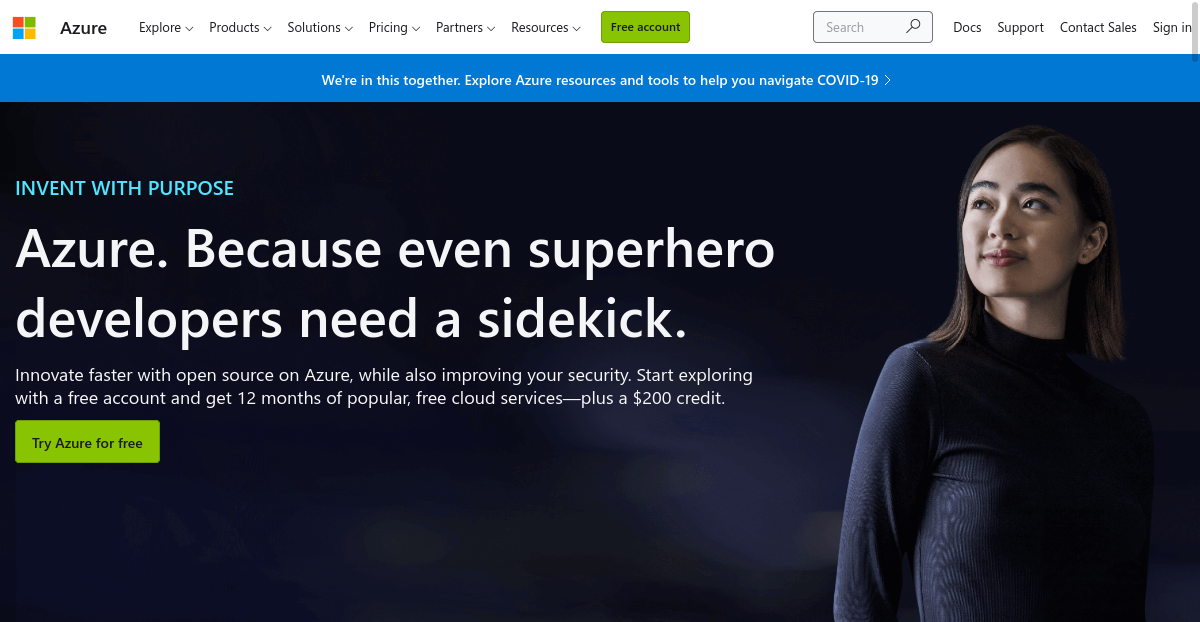 Azure
Explore
Products
Solutions
Pricing
Partners
Resources
Free account
Search
Docs
Support
Contact Sales
Sign in
We're in this together. Explore Azure resources and tools to help you navigate COVID-19
INVENT WITH PURPOSE
Azure. Because even superhero
developers need a sidekick.
Innovate faster with open source on Azure, while also improving your security. Start exploring
with a free account and get 12 months of popular, free cloud services—plus a $200 credit.
Try Azure for free